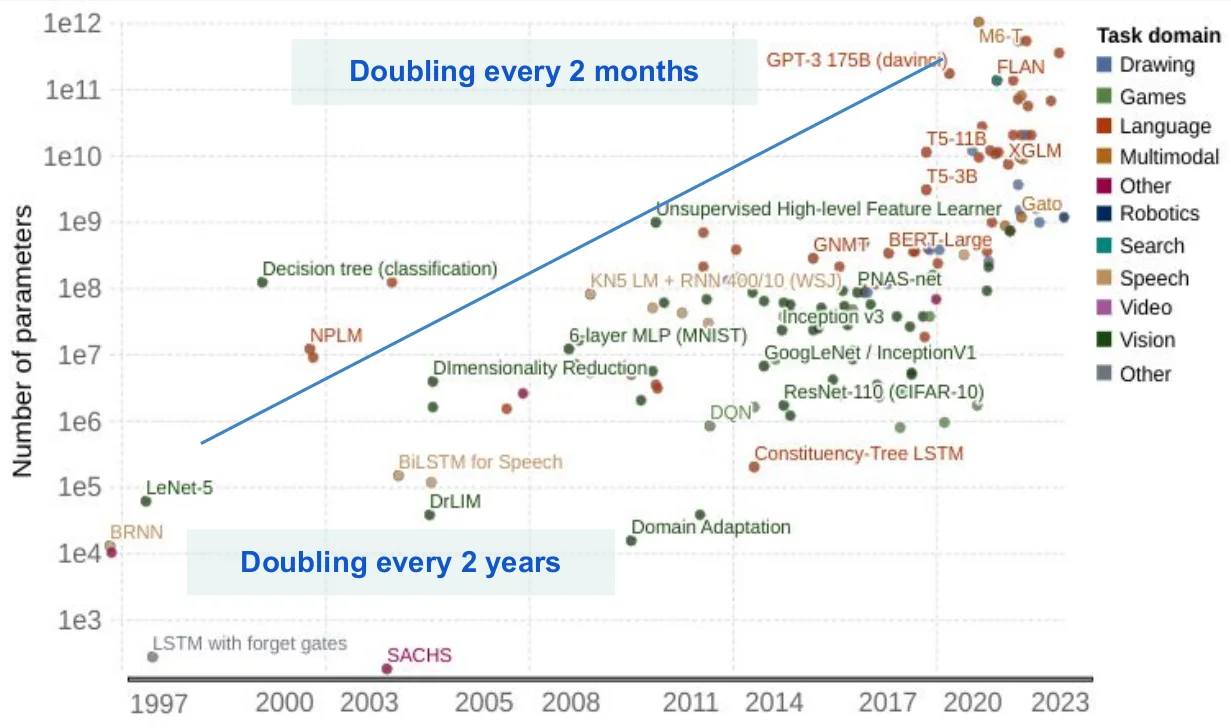 1e12
1e11
1e10
1e9
1e8
1e7
1e6
1e5
1e4
1e3
Number of parameters
Doubling every 2 months
Doubling every 2 years
M6-T
GPT-3 175B (davinci)
FLAN
T5-11B
XGLM
T5-3B
Gato
Unsupervised High-level Feature Learner
GNMT
BERT-Large
Decision tree (classification)
KN5 LM + RNN 400/10 (WSJ)
PNAS-net
Inception v3
NPLM
6-layer MLP (MNIST)
GoogLeNet / InceptionV1
DImensionality Reduction
ResNet-110 (CIFAR-10)
DQN
Constituency-Tree LSTM
BiLSTM for Speech
LeNet-5
DrLIM
Domain Adaptation
BRNN
LSTM with forget gates
SACHS
1997 2000 2003 2005 2008 2011 2014 2017 2020 2023
Task domain
Drawing
Games
Language
Multimodal
Other
Robotics
Search
Speech
Video
Vision
Other